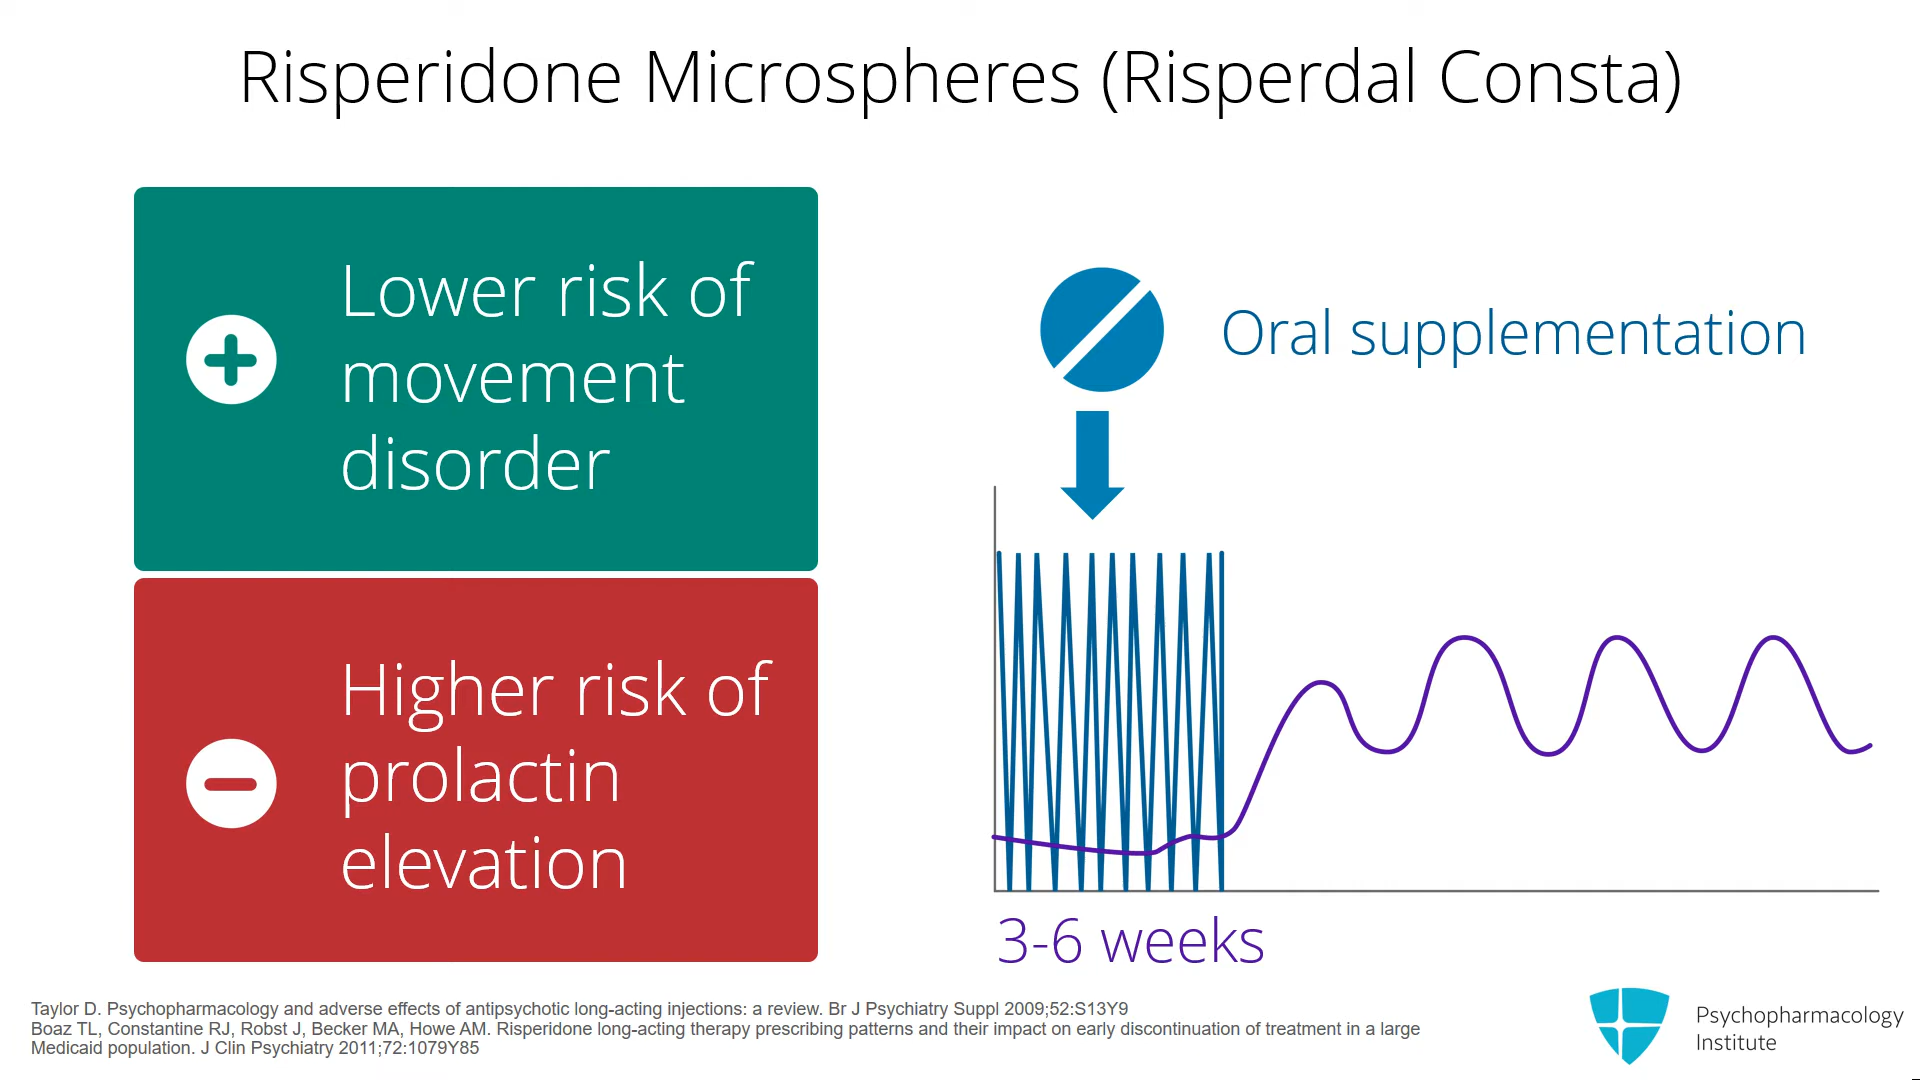 Risperidone Microspheres (Risperdal Consta)
Lower risk of
movement
disorder
Higher risk of
prolactin
elevation
Oral supplementation
3-6 weeks
Taylor D. Psychopharmacology and adverse effects of antipsychotic long-acting injections: a review. Br J Psychiatry Suppl 2009;52:S13Y9
Boaz TL, Constantine RJ, Robst J, Becker MA, Howe AM. Risperidone long-acting therapy prescribing patterns and their impact on early discontinuation of treatment in a large
Medicaid population. J Clin Psychiatry 2011;72:1079Y85
Psychopharmacology
Institute